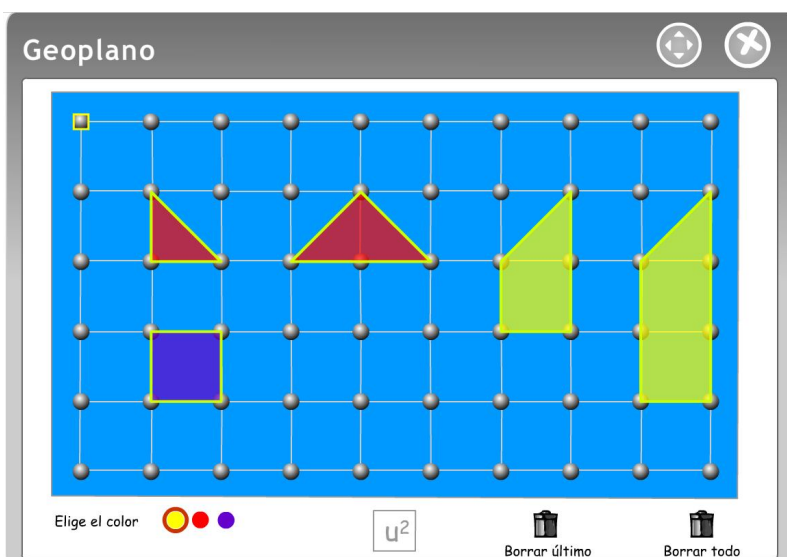 Geoplano
Elige el color
u²
Borrar último
Borrar todo